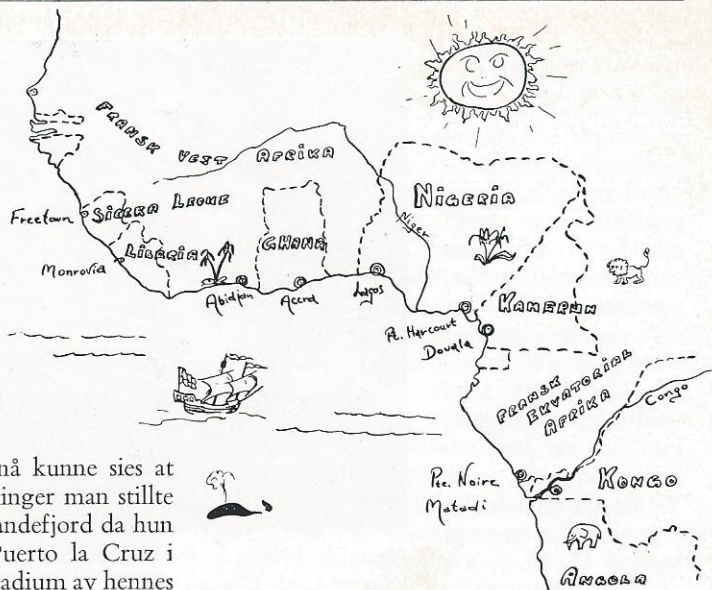 FRANSK VEST AFRIKA
NIGERIA
Niger
Freetown
SIERRA LEONE
GHANA
LIBERIA
Monrovia
Abidjan
Accra
Lagos
KAMERUN
Pt. Harcourt
Douala
FRANSK
EKVATORIAL
AFRIKA
Congo
nå kunne sies at
inger man stillte
andefjord da hun
Puerto la Cruz i
adium av hennes
Pte. Noire
Matadi
KONGO
ANGOLA